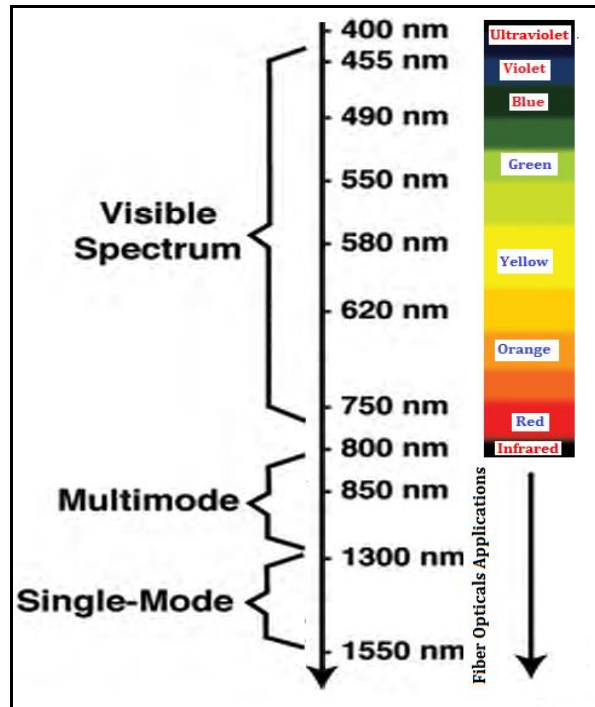 400 nm
455 nm
490 nm
550 nm
580 nm
620 nm
750 nm
800 nm
850 nm
1300 nm
1550 nm
Visible
Spectrum
Multimode
Single-Mode
Ultraviolet
Violet
Blue
Green
Yellow
Orange
Red
Infrared
Fiber Opticals Applications